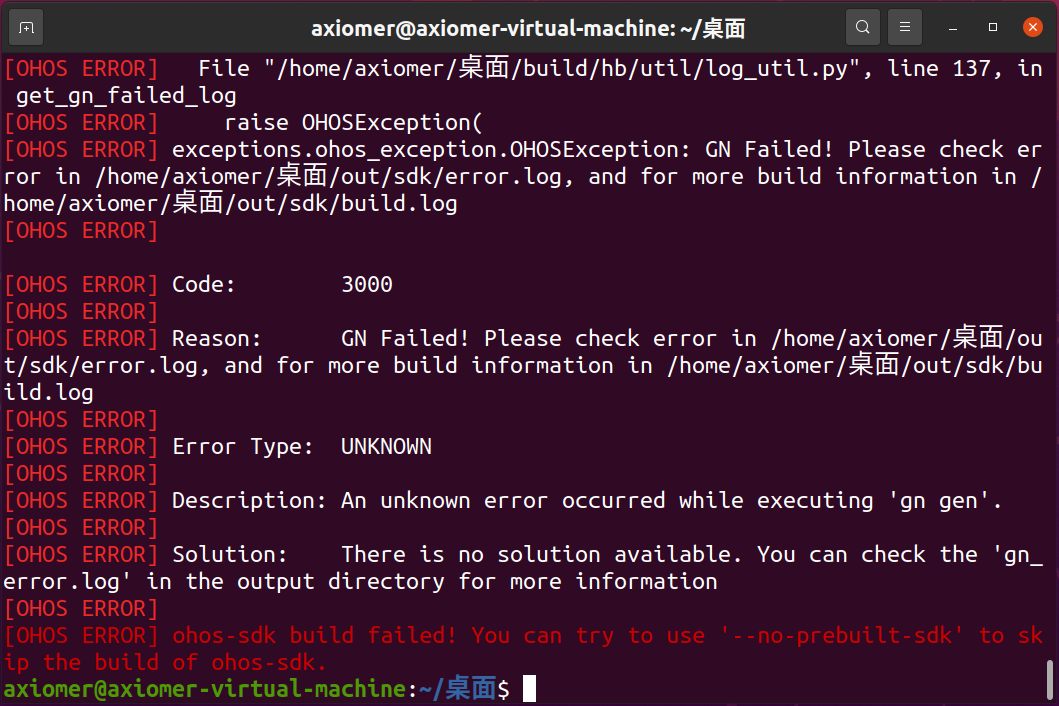 axiomer@axiomer-virtual-machine: ~/桌面
[OHOS ERROR]   File "/home/axiomer/桌面/build/hb/util/log_util.py", line 137, in
 get_gn_failed_log
[OHOS ERROR]     raise OHOSException(
[OHOS ERROR] exceptions.ohos_exception.OHOSException: GN Failed! Please check er
ror in /home/axiomer/桌面/out/sdk/error.log, and for more build information in /
home/axiomer/桌面/out/sdk/build.log
[OHOS ERROR]
[OHOS ERROR] Code:        3000
[OHOS ERROR]
[OHOS ERROR] Reason:      GN Failed! Please check error in /home/axiomer/桌面/ou
t/sdk/error.log, and for more build information in /home/axiomer/桌面/out/sdk/bu
ild.log
[OHOS ERROR]
[OHOS ERROR] Error Type:  UNKNOWN
[OHOS ERROR]
[OHOS ERROR] Description: An unknown error occurred while executing 'gn gen'.
[OHOS ERROR]
[OHOS ERROR] Solution:    There is no solution available. You can check the 'gn_
error.log' in the output directory for more information
[OHOS ERROR]
[OHOS ERROR] ohos-sdk build failed! You can try to use '--no-prebuilt-sdk' to sk
ip the build of ohos-sdk.
axiomer@axiomer-virtual-machine:~/桌面$